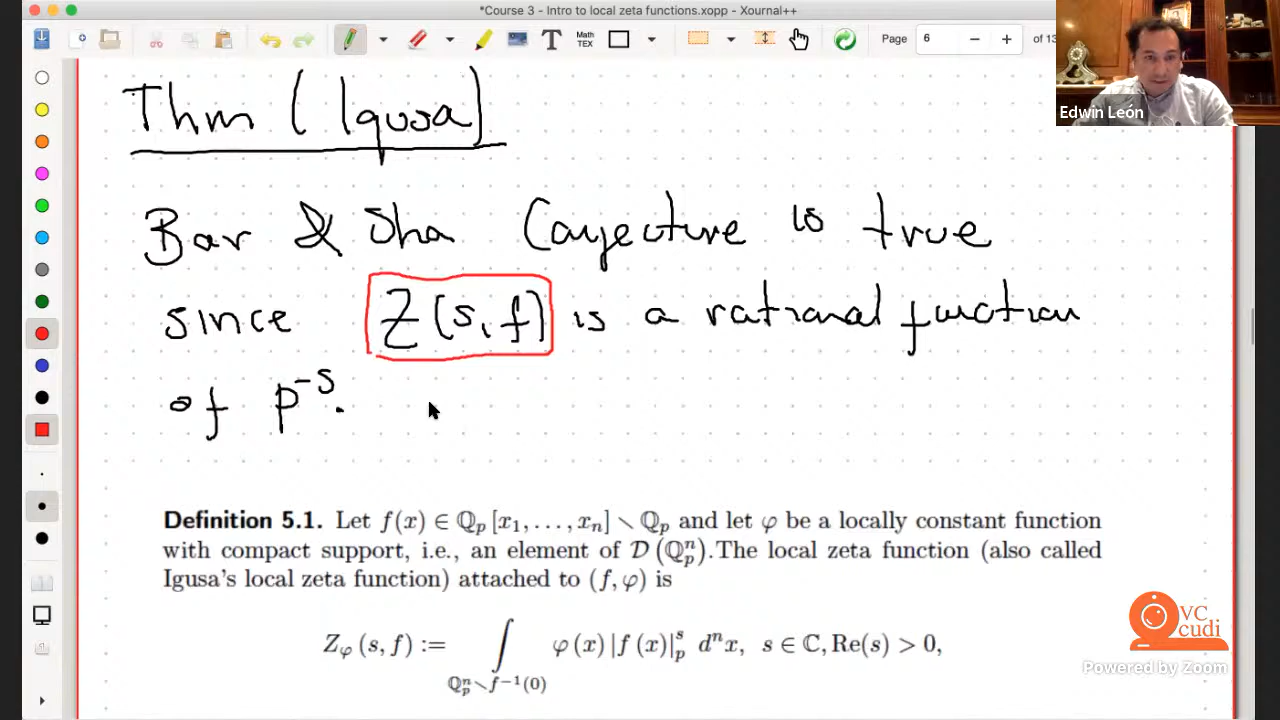 *Course 3 - Intro to local zeta functions.xopp - Xournal++
Math TEX
Page 6 of 13
Edwin León
Thm ( Igusa)
Bar & Sha Conjecture is true
since Z(s, f) is a rational function
of p^{-s}.
Definition 5.1. Let f(x) ∈ ℚ_p [x_1, …, x_n] ∖ ℚ_p and let φ be a locally constant function
with compact support, i.e., an element of 𝒟(ℚ_p^n).The local zeta function (also called
Igusa's local zeta function) attached to (f, φ) is
Z_φ (s, f) := ∫_{ℚ_p^n∖f^{-1}(0)} φ(x) |f(x)|_p^s d^n x, s ∈ ℂ, Re(s) > 0,
VC
cudi
Powered by Zoom